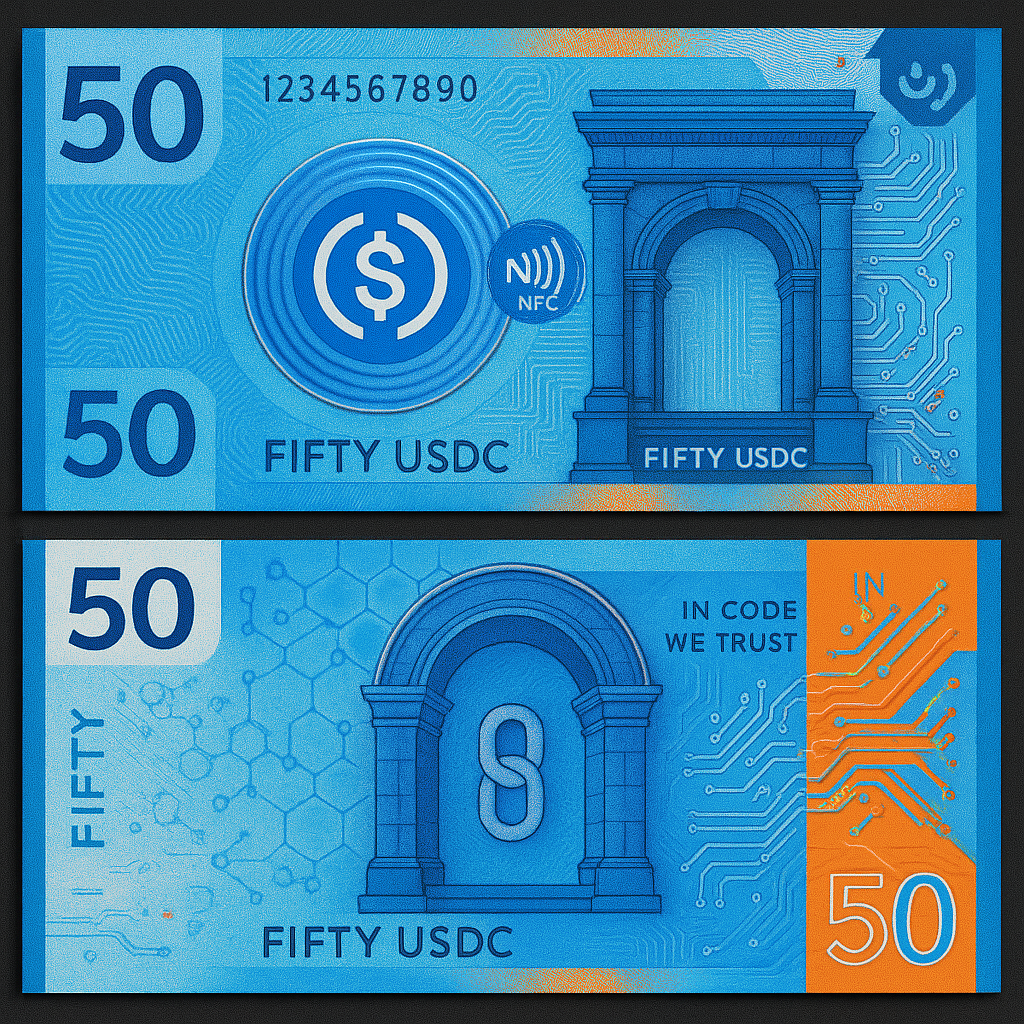 50
1234567890
$
N
NFC
50
FIFTY USDC
FIFTY USDC
50
IN CODE
WE TRUST
IN
FIFTY
FIFTY USDC
50